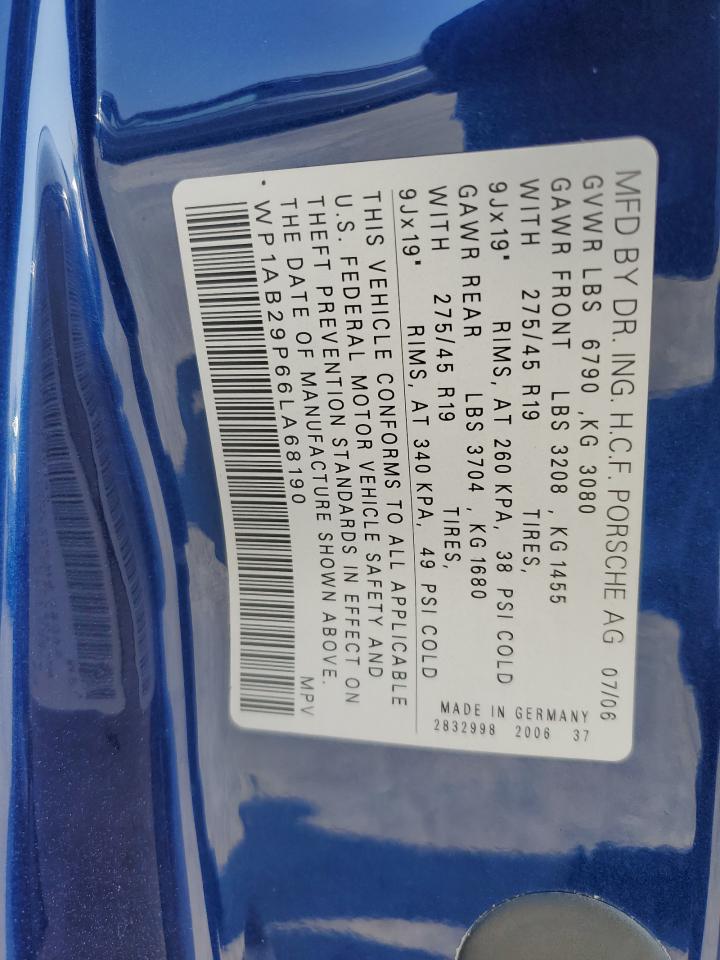 MFD BY DR. ING. H.C.F. PORSCHE AG 07/06
GVWR LBS 6790 ,KG 3080
GAWR FRONT LBS 3208 , KG 1455
WITH 275/45 R19 TIRES,
9Jx19" RIMS, AT 260 KPA, 38 PSI COLD
GAWR REAR LBS 3704 , KG 1680
WITH 275/45 R19 TIRES,
9Jx19" RIMS, AT 340 KPA, 49 PSI COLD
THIS VEHICLE CONFORMS TO ALL APPLICABLE
U.S. FEDERAL MOTOR VEHICLE SAFETY AND
THEFT PREVENTION STANDARDS IN EFFECT ON
THE DATE OF MANUFACTURE SHOWN ABOVE.
WP1AB29P66LA68190 MPV
MADE IN GERMANY
2832998 2006 37